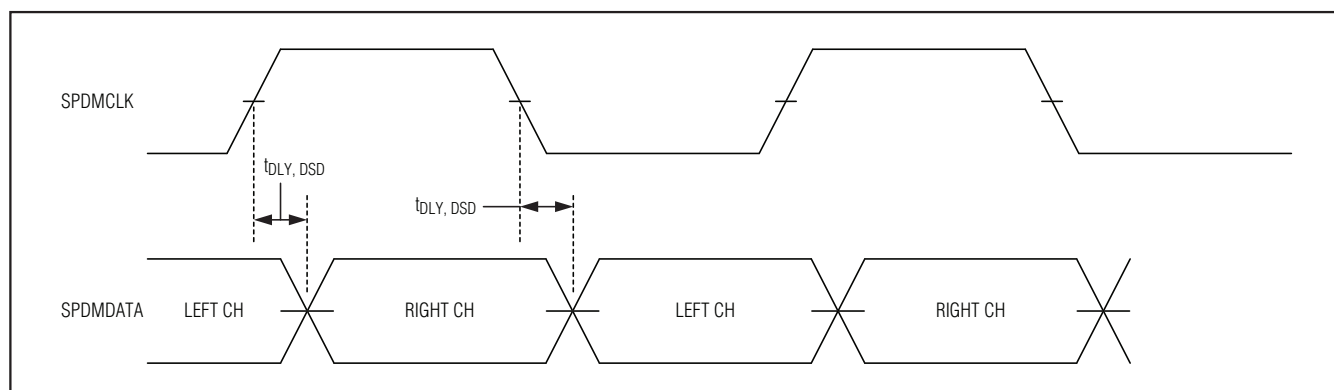 SPDMCLK
tDLY, DSD
tDLY, DSD
SPDMDATA
LEFT CH
RIGHT CH
LEFT CH
RIGHT CH